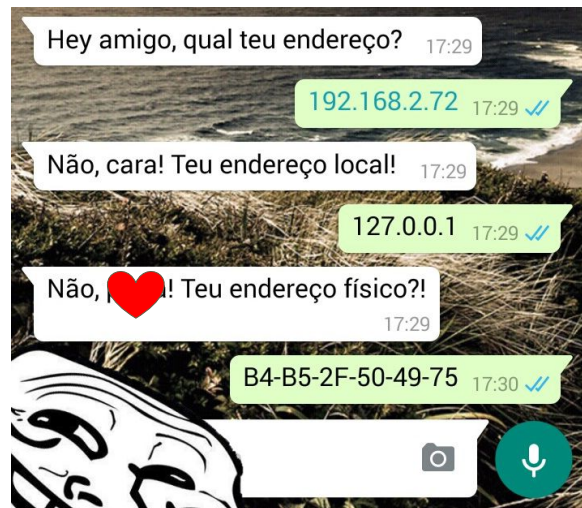 Hey amigo, qual teu endereço? 17:29
192.168.2.72 17:29
Não, cara! Teu endereço local! 17:29
127.0.0.1 17:29
Não, ! Teu endereço físico?!
17:29
B4-B5-2F-50-49-75 17:30